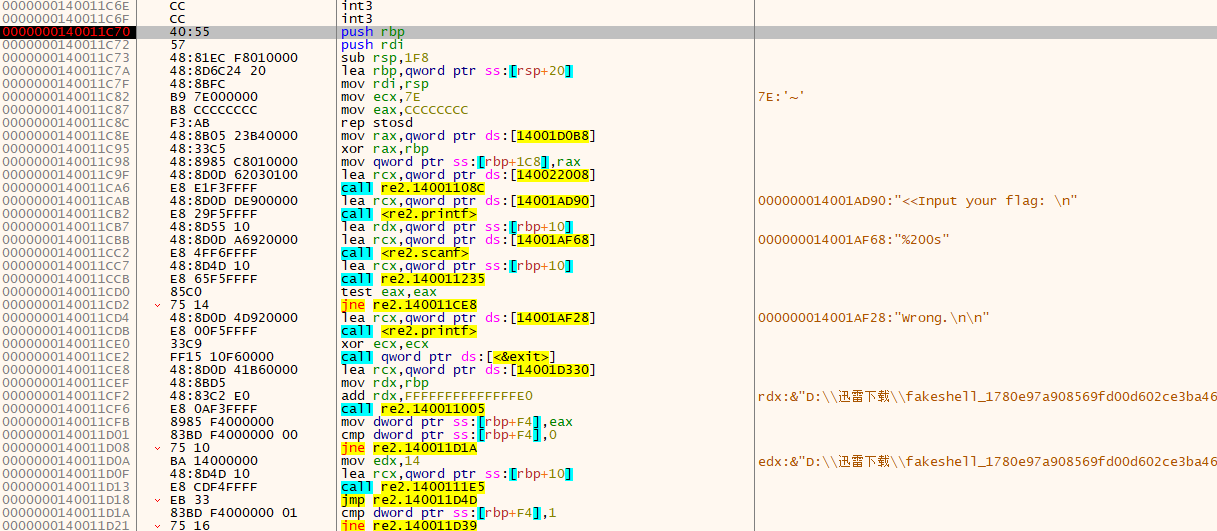 0000000140011C6E CC int3
0000000140011C6F CC int3
0000000140011C70 40:55 push rbp
0000000140011C72 57 push rdi
0000000140011C73 48:81EC F8010000 sub rsp,1F8
0000000140011C7A 48:8D6C24 20 lea rbp,qword ptr ss:[rsp+20]
0000000140011C7F 48:8BFC mov rdi,rsp
0000000140011C82 B9 7E000000 mov ecx,7E 7E:'~'
0000000140011C87 B8 CCCCCCCC mov eax,CCCCCCCC
0000000140011C8C F3:AB rep stosd
0000000140011C8E 48:8B05 23B40000 mov rax,qword ptr ds:[14001D0B8]
0000000140011C95 48:33C5 xor rax,rbp
0000000140011C98 48:8985 C8010000 mov qword ptr ss:[rbp+1C8],rax
0000000140011C9F 48:8D0D 62030100 lea rcx,qword ptr ds:[140022008]
0000000140011CA6 E8 E1F3FFFF call re2.14001108C
0000000140011CAB 48:8D0D DE900000 lea rcx,qword ptr ds:[14001AD90] 000000014001AD90:"<<Input your flag: \n"
0000000140011CB2 E8 29F5FFFF call <re2.printf>
0000000140011CB7 48:8D55 10 lea rdx,qword ptr ss:[rbp+10]
0000000140011CBB 48:8D0D A6920000 lea rcx,qword ptr ds:[14001AF68] 000000014001AF68:"%200s"
0000000140011CC2 E8 4FF6FFFF call <re2.scanf>
0000000140011CC7 48:8D4D 10 lea rcx,qword ptr ss:[rbp+10]
0000000140011CCB E8 65F5FFFF call re2.140011235
0000000140011CD0 85C0 test eax,eax
0000000140011CD2 75 14 jne re2.140011CE8
0000000140011CD4 48:8D0D 4D920000 lea rcx,qword ptr ds:[14001AF28] 000000014001AF28:"Wrong.\n\n"
0000000140011CDB E8 00F5FFFF call <re2.printf>
0000000140011CE0 33C9 xor ecx,ecx
0000000140011CE2 FF15 10F60000 call qword ptr ds:[<&exit>]
0000000140011CE8 48:8D0D 41B60000 lea rcx,qword ptr ds:[14001D330]
0000000140011CEF 48:8BD5 mov rdx,rbp
0000000140011CF2 48:83C2 E0 add rdx,FFFFFFFFFFFFFFE0 rdx:&"D:\\迅雷下载\\fakeshell_1780e97a908569fd00d602ce3ba46
0000000140011CF6 E8 0AF3FFFF call re2.140011005
0000000140011CFB 8985 F4000000 mov dword ptr ss:[rbp+F4],eax
0000000140011D01 83BD F4000000 00 cmp dword ptr ss:[rbp+F4],0
0000000140011D08 75 10 jne re2.140011D1A
0000000140011D0A BA 14000000 mov edx,14 edx:&"D:\\迅雷下载\\fakeshell_1780e97a908569fd00d602ce3ba46
0000000140011D0F 48:8D4D 10 lea rcx,qword ptr ss:[rbp+10]
0000000140011D13 E8 CDF4FFFF call re2.1400111E5
0000000140011D18 EB 33 jmp re2.140011D4D
0000000140011D1A 83BD F4000000 01 cmp dword ptr ss:[rbp+F4],1
0000000140011D21 75 16 jne re2.140011D39